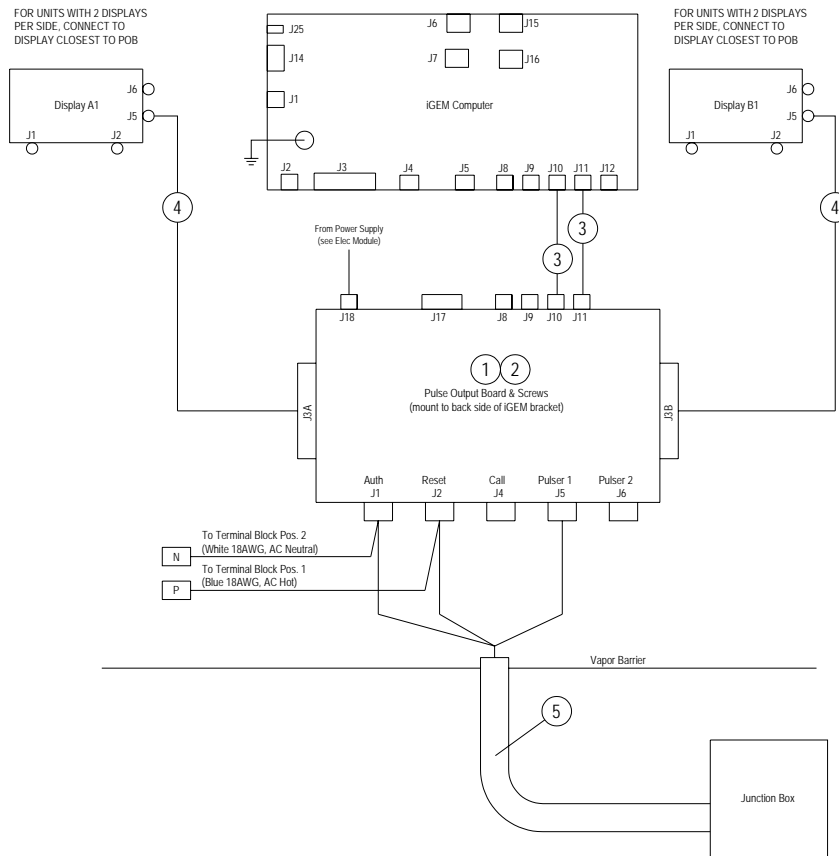 FOR UNITS WITH 2 DISPLAYS
PER SIDE, CONNECT TO
DISPLAY CLOSEST TO POB
FOR UNITS WITH 2 DISPLAYS
PER SIDE, CONNECT TO
DISPLAY CLOSEST TO POB
Display A1
J6
J5
J1
J2
iGEM Computer
J25
J14
J1
J6
J7
J15
J16
J2
J3
J4
J5
J8
J9
J10
J11
J12
Display B1
J6
J5
J1
J2
4
4
3
3
From Power Supply
(see Elec Module)
J18
J17
J8
J9
J10
J11
1
2
Pulse Output Board & Screws
(mount to back side of iGEM bracket)
J3A
J3B
Auth
J1
Reset
J2
Call
J4
Pulser 1
J5
Pulser 2
J6
N
To Terminal Block Pos. 2
(White 18AWG, AC Neutral)
P
To Terminal Block Pos. 1
(Blue 18AWG, AC Hot)
Vapor Barrier
5
Junction Box